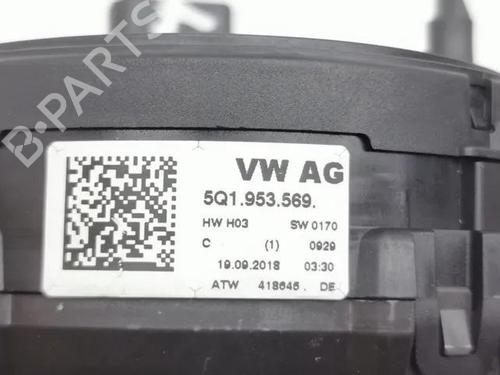 B-PARTS
VW AG
5Q1.953.569.
HW H03 SW 0170
C (1) 0929
19.09.2018 03:30
ATW 418645. DE